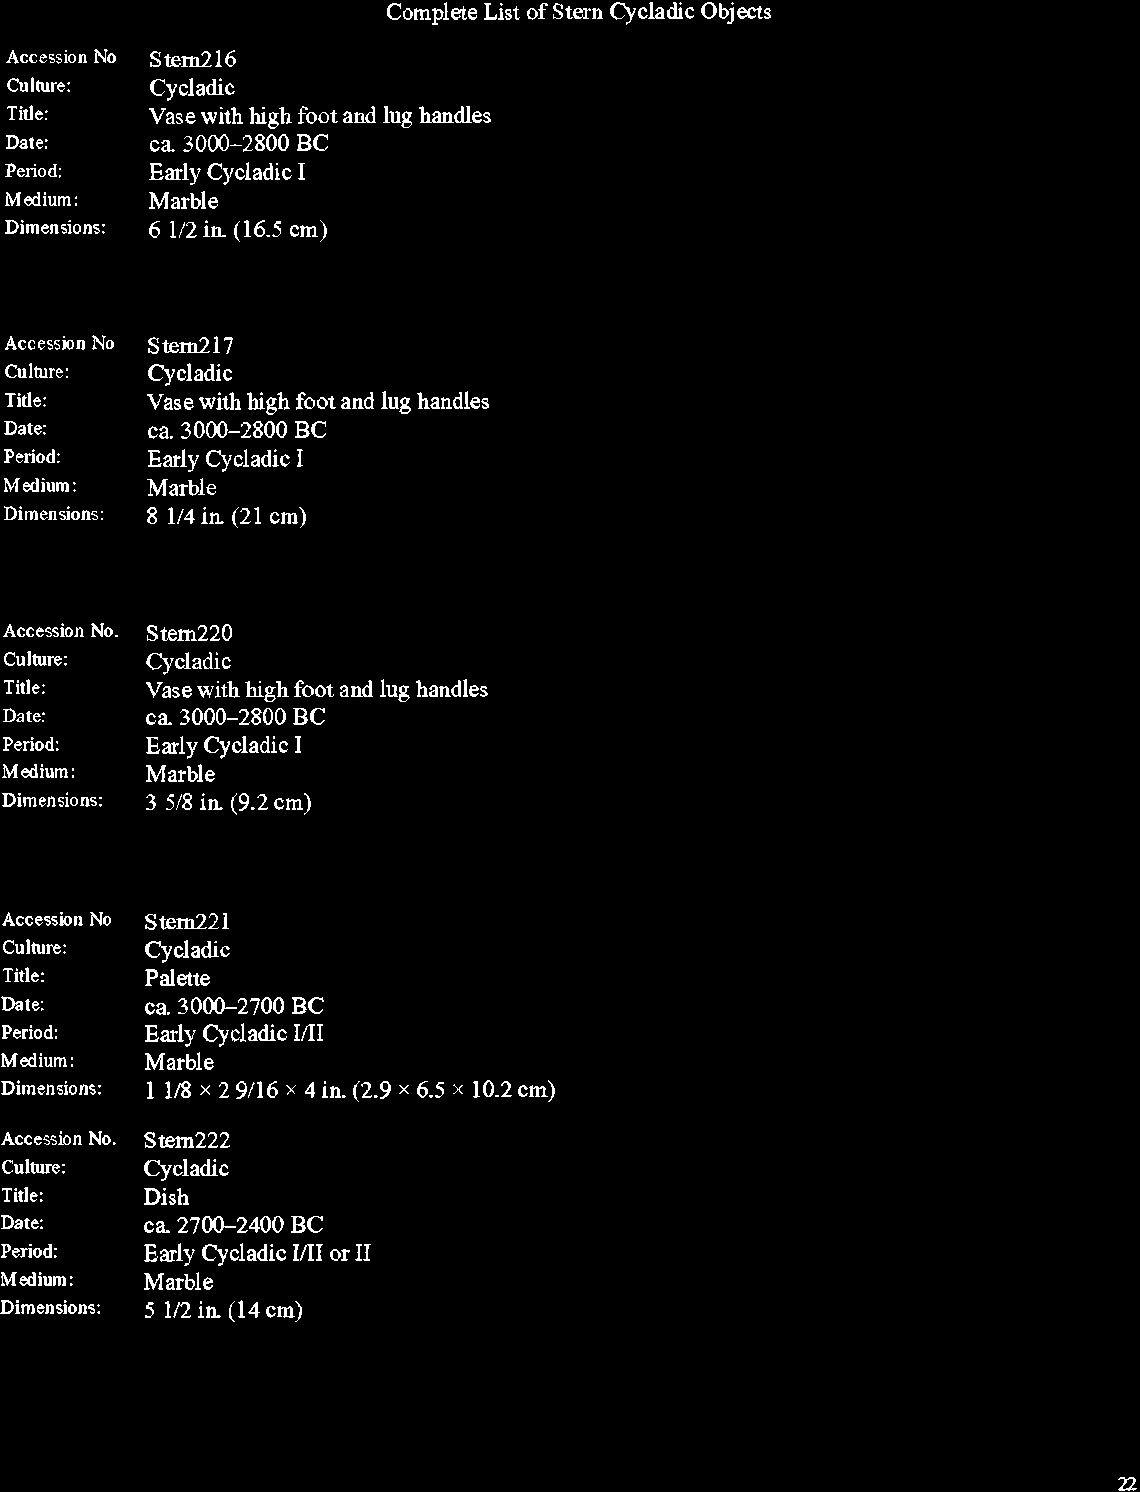 Complete List of Stern Cycladic Objects
Accession No Stern216
Culture: Cycladic
Title: Vase with high foot and lug handles
Date: ca. 3000–2800 BC
Period: Early Cycladic I
Medium: Marble
Dimensions: 6 1/2 in. (16.5 cm)
Accession No Stern217
Culture: Cycladic
Title: Vase with high foot and lug handles
Date: ca. 3000–2800 BC
Period: Early Cycladic I
Medium: Marble
Dimensions: 8 1/4 in. (21 cm)
Accession No. Stern220
Culture: Cycladic
Title: Vase with high foot and lug handles
Date: ca. 3000–2800 BC
Period: Early Cycladic I
Medium: Marble
Dimensions: 3 5/8 in. (9.2 cm)
Accession No Stern221
Culture: Cycladic
Title: Palette
Date: ca. 3000–2700 BC
Period: Early Cycladic I/II
Medium: Marble
Dimensions: 1 1/8 × 2 9/16 × 4 in. (2.9 × 6.5 × 10.2 cm)
Accession No. Stern222
Culture: Cycladic
Title: Dish
Date: ca. 2700–2400 BC
Period: Early Cycladic I/II or II
Medium: Marble
Dimensions: 5 1/2 in. (14 cm)
22